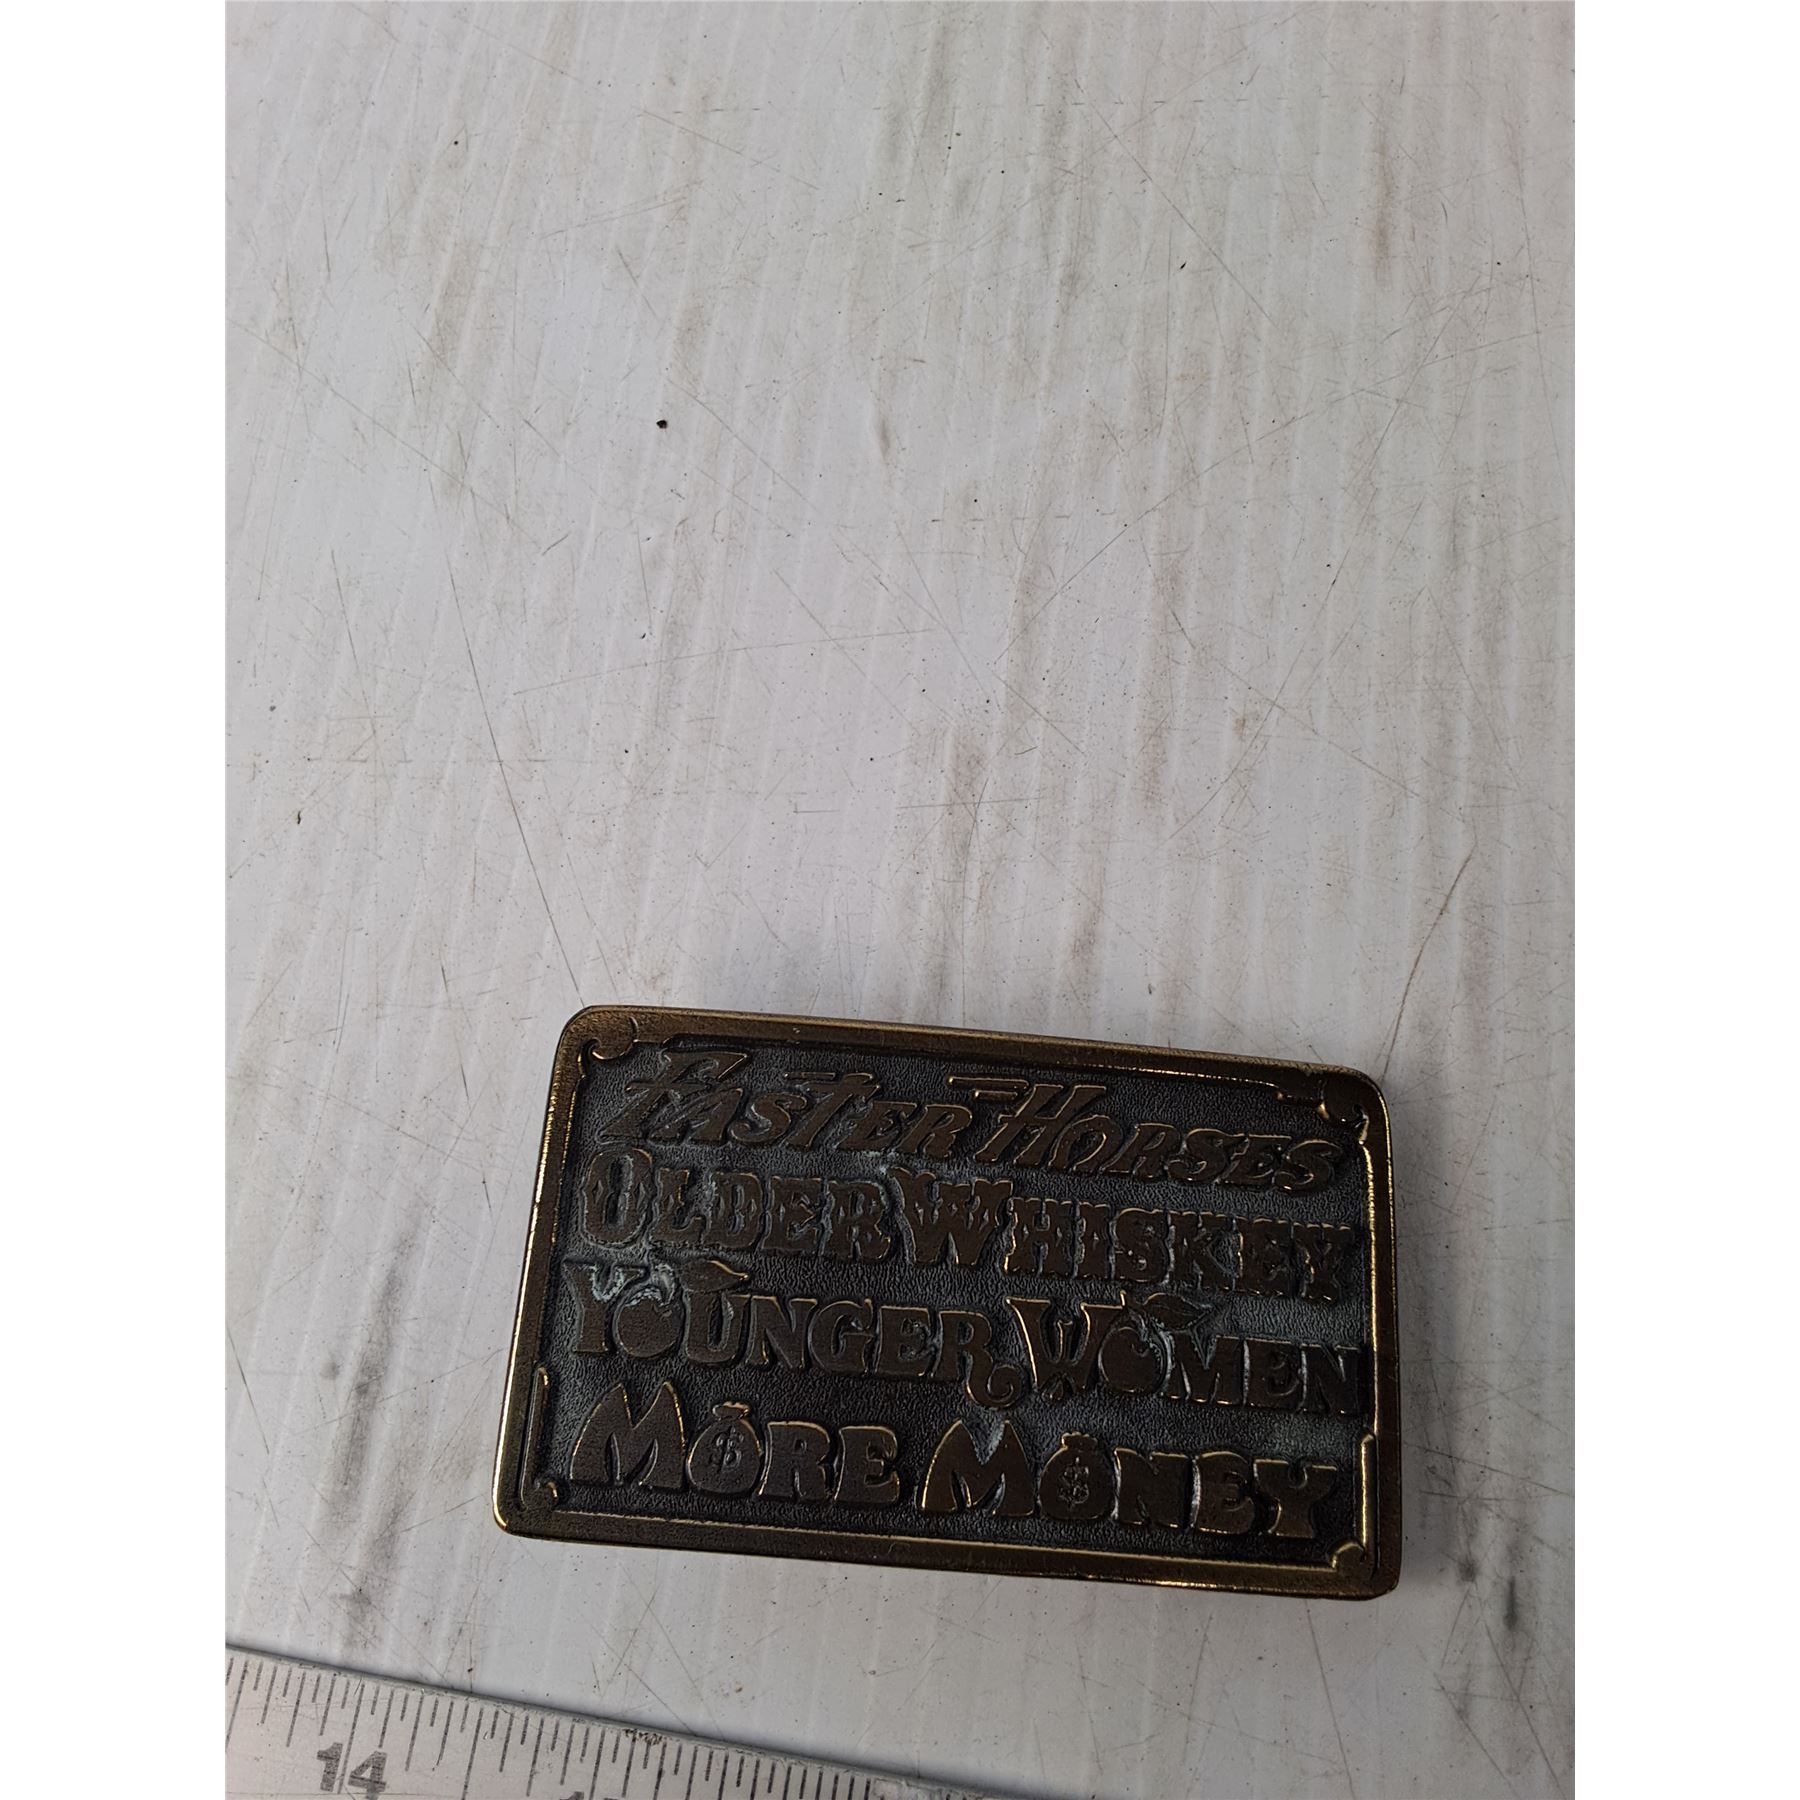 FASTER HORSES
OLDER WHISKEY
YOUNGER WOMEN
MORE MONEY
14